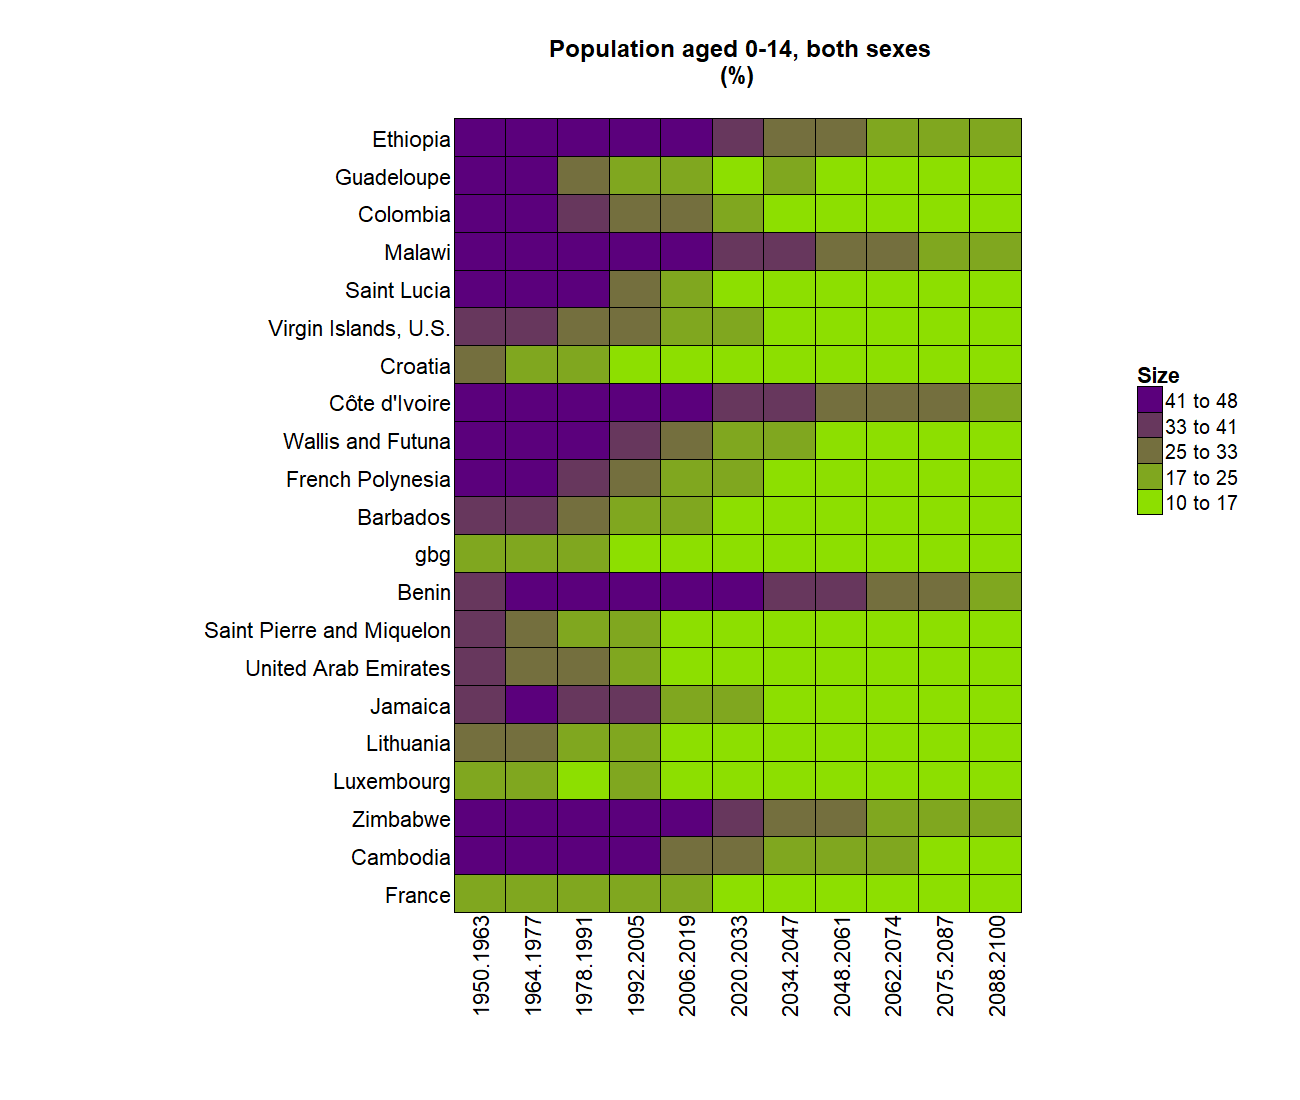 Population aged 0-14, both sexes
(%)
Ethiopia
Guadeloupe
Colombia
Malawi
Saint Lucia
Virgin Islands, U.S.
Croatia
Côte d'Ivoire
Wallis and Futuna
French Polynesia
Barbados
gbg
Benin
Saint Pierre and Miquelon
United Arab Emirates
Jamaica
Lithuania
Luxembourg
Zimbabwe
Cambodia
France
1950.1963
1964.1977
1978.1991
1992.2005
2006.2019
2020.2033
2034.2047
2048.2061
2062.2074
2075.2087
2088.2100
Size
41 to 48
33 to 41
25 to 33
17 to 25
10 to 17